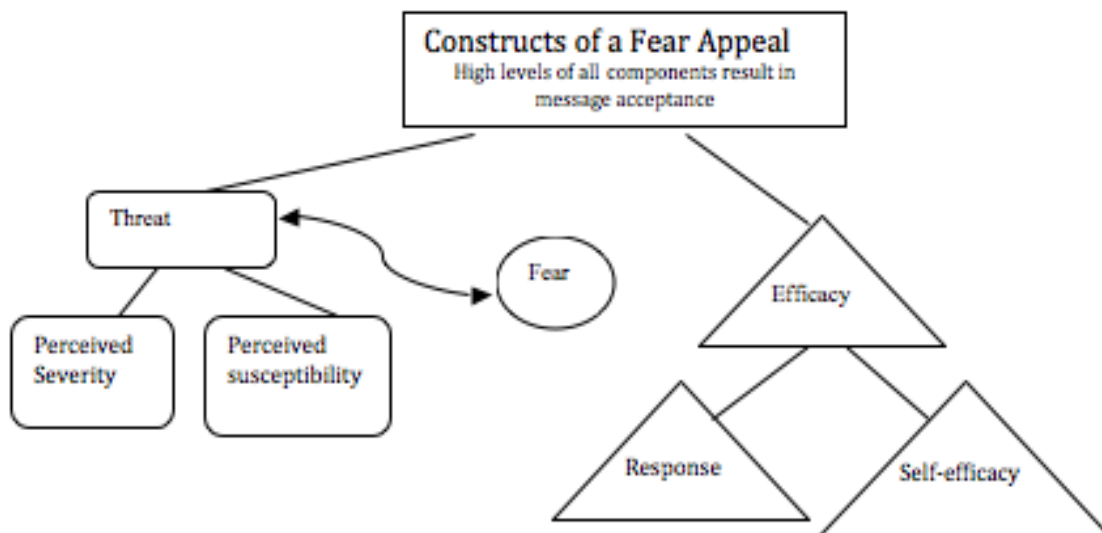 Constructs of a Fear Appeal
High levels of all components result in
message acceptance
Threat
Fear
Efficacy
Perceived
Severity
Perceived
susceptibility
Response
Self-efficacy